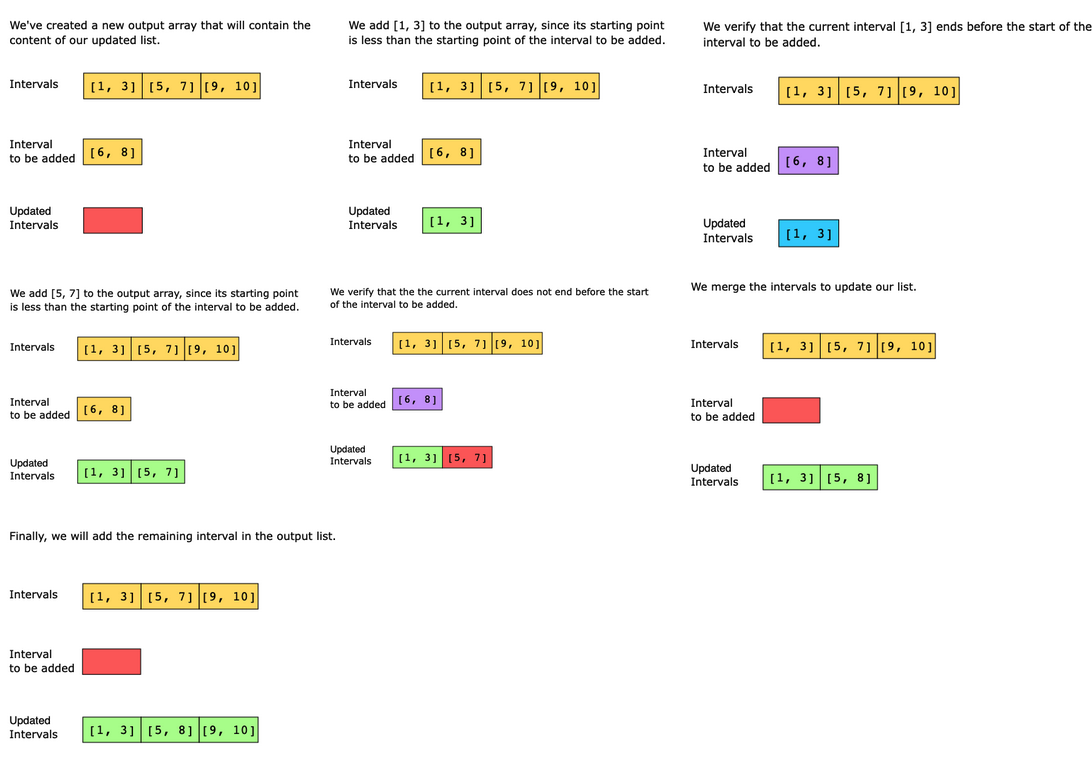 We've created a new output array that will contain the
content of our updated list.
Intervals
[1, 3] [5, 7] [9, 10]
Interval
to be added
[6, 8]
Updated
Intervals
We add [1, 3] to the output array, since its starting point
is less than the starting point of the interval to be added.
Intervals
[1, 3] [5, 7] [9, 10]
Interval
to be added
[6, 8]
Updated
Intervals
[1, 3]
We verify that the current interval [1, 3] ends before the start of the
interval to be added.
Intervals
[1, 3] [5, 7] [9, 10]
Interval
to be added
[6, 8]
Updated
Intervals
[1, 3]
We add [5, 7] to the output array, since its starting point
is less than the starting point of the interval to be added.
Intervals
[1, 3] [5, 7] [9, 10]
Interval
to be added
[6, 8]
Updated
Intervals
[1, 3] [5, 7]
We verify that the the current interval does not end before the start
of the interval to be added.
Intervals
[1, 3] [5, 7] [9, 10]
Interval
to be added
[6, 8]
Updated
Intervals
[1, 3] [5, 7]
We merge the intervals to update our list.
Intervals
[1, 3] [5, 7] [9, 10]
Interval
to be added
Updated
Intervals
[1, 3] [5, 8]
Finally, we will add the remaining interval in the output list.
Intervals
[1, 3] [5, 7] [9, 10]
Interval
to be added
Updated
Intervals
[1, 3] [5, 8] [9, 10]